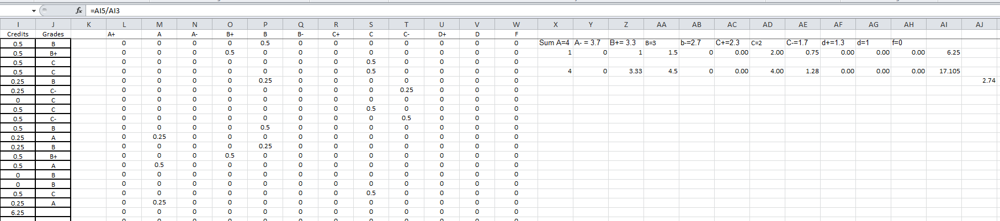 fx =AI5/AI3
I J K L M N O P Q R S T U V W X Y Z AA AB AC AD AE AF AG AH AI AJ
Credits Grades A+ A A- B+ B B- C+ C C- D+ D F
0.5 B 0 0 0 0 0.5 0 0 0 0 0 0 0 Sum A=4 A- = 3.7 B+= 3.3 B=3 b-=2.7 C+=2.3 C=2 C-=1.7 d+=1.3 d=1 f=0
0.5 B+ 0 0 0 0.5 0 0 0 0 0 0 0 0 1 0 1 1.5 0 0.00 2.00 0.75 0.00 0.00 0.00 6.25
0.5 C 0 0 0 0 0 0 0 0.5 0 0 0 0
0.5 C 0 0 0 0 0 0 0 0.5 0 0 0 0 4 0 3.33 4.5 0 0.00 4.00 1.28 0.00 0.00 0.00 17.105
0.25 B 0 0 0 0 0.25 0 0 0 0 0 0 0 2.74
0.25 C- 0 0 0 0 0 0 0 0 0.25 0 0 0
0 C 0 0 0 0 0 0 0 0 0 0 0 0
0.5 C 0 0 0 0 0 0 0 0.5 0 0 0 0
0.5 C- 0 0 0 0 0 0 0 0 0.5 0 0 0
0.5 B 0 0 0 0 0.5 0 0 0 0 0 0 0
0.25 A 0 0.25 0 0 0 0 0 0 0 0 0 0
0.25 B 0 0 0 0 0.25 0 0 0 0 0 0 0
0.5 B+ 0 0 0 0.5 0 0 0 0 0 0 0 0
0.5 A 0 0.5 0 0 0 0 0 0 0 0 0 0
0 B 0 0 0 0 0 0 0 0 0 0 0 0
0 B 0 0 0 0 0 0 0 0 0 0 0 0
0.5 C 0 0 0 0 0 0 0 0.5 0 0 0 0
0.25 A 0 0.25 0 0 0 0 0 0 0 0 0 0
6.25 0 0 0 0 0 0 0 0 0 0 0 0